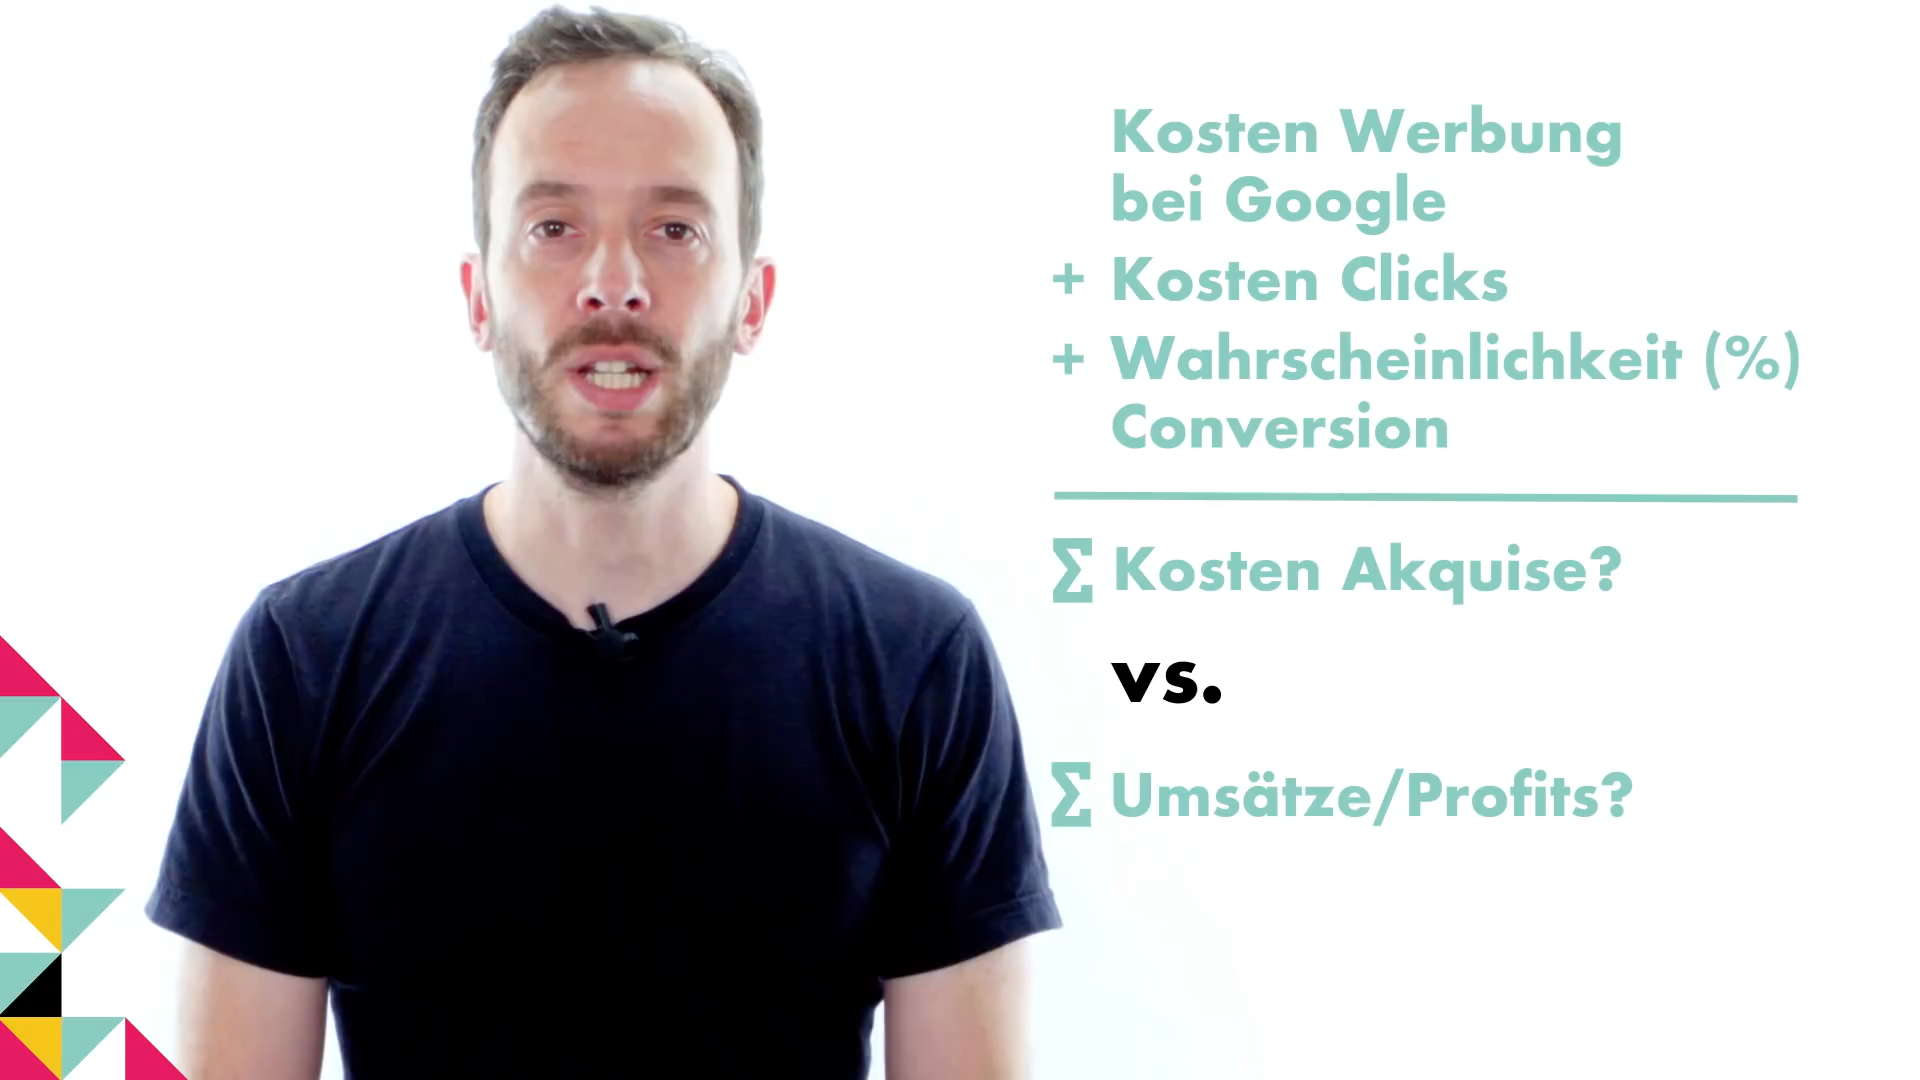 Kosten Werbung
bei Google
+ Kosten Clicks
+ Wahrscheinlichkeit (%)
Conversion
∑ Kosten Akquise?
vs.
∑ Umsätze/Profits?